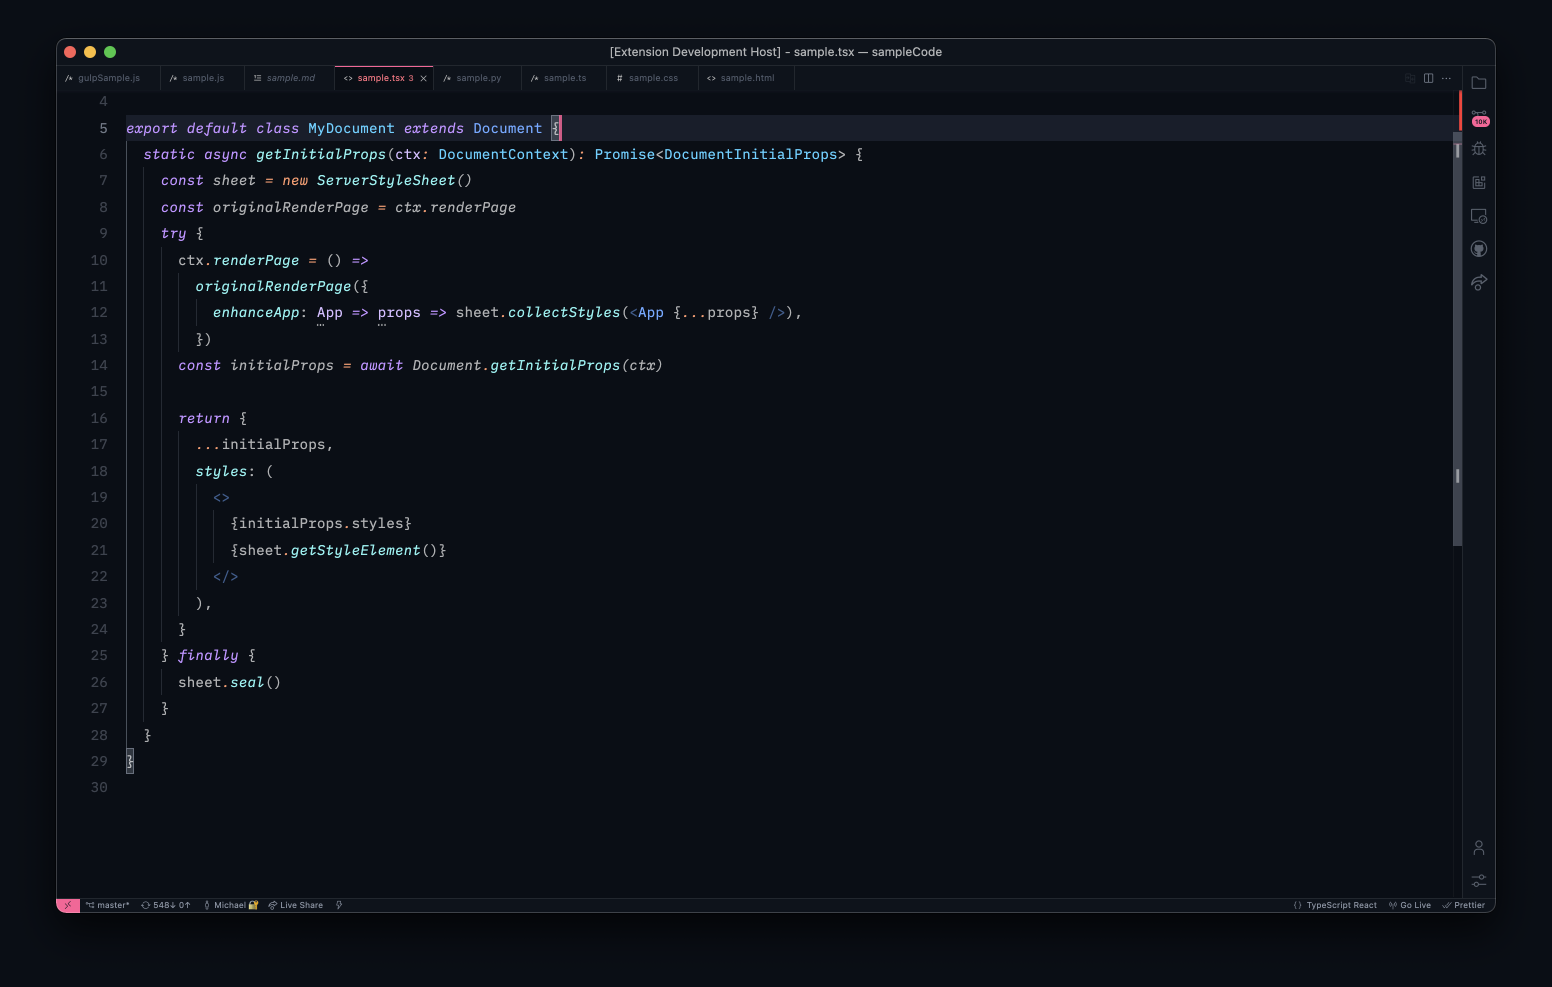 [Extension Development Host] - sample.tsx — sampleCode
gulpSample.js sample.js sample.md sample.tsx 3 sample.py sample.ts # sample.css <> sample.html
4
5 export default class MyDocument extends Document {
6   static async getInitialProps(ctx: DocumentContext): Promise<DocumentInitialProps> {
7     const sheet = new ServerStyleSheet()
8     const originalRenderPage = ctx.renderPage
9     try {
10       ctx.renderPage = () =>
11         originalRenderPage({
12           enhanceApp: App => props => sheet.collectStyles(<App {...props} />),
13         })
14       const initialProps = await Document.getInitialProps(ctx)
15
16       return {
17         ...initialProps,
18         styles: (
19           <>
20             {initialProps.styles}
21             {sheet.getStyleElement()}
22           </>
23         ),
24       }
25     } finally {
26       sheet.seal()
27     }
28   }
29 }
30
10K
master* 548↓ 0↑ Michael 🔐 Live Share {} TypeScript React Go Live Prettier